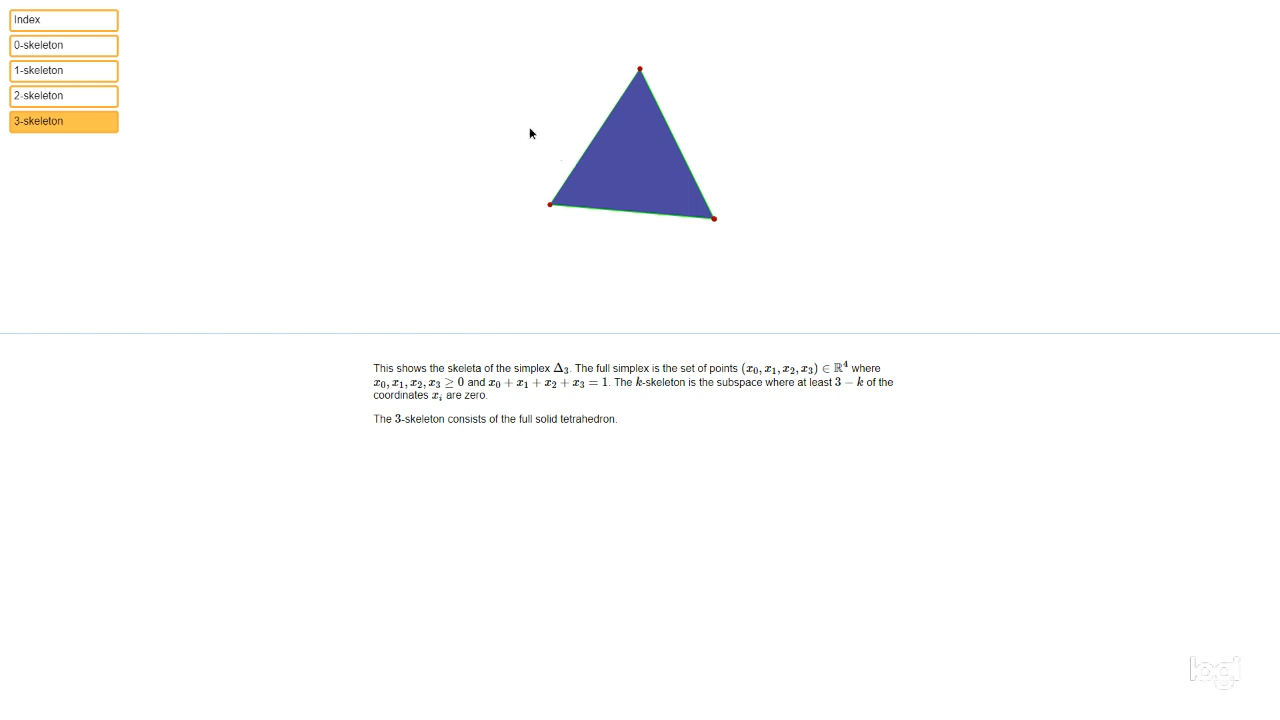 Index
0-skeleton
1-skeleton
2-skeleton
3-skeleton
This shows the skeleta of the simplex Δ₃. The full simplex is the set of points (x₀, x₁, x₂, x₃) ∈ ℝ⁴ where
x₀, x₁, x₂, x₃ ≥ 0 and x₀ + x₁ + x₂ + x₃ = 1. The k-skeleton is the subspace where at least 3 − k of the
coordinates xᵢ are zero.
The 3-skeleton consists of the full solid tetrahedron.
logi